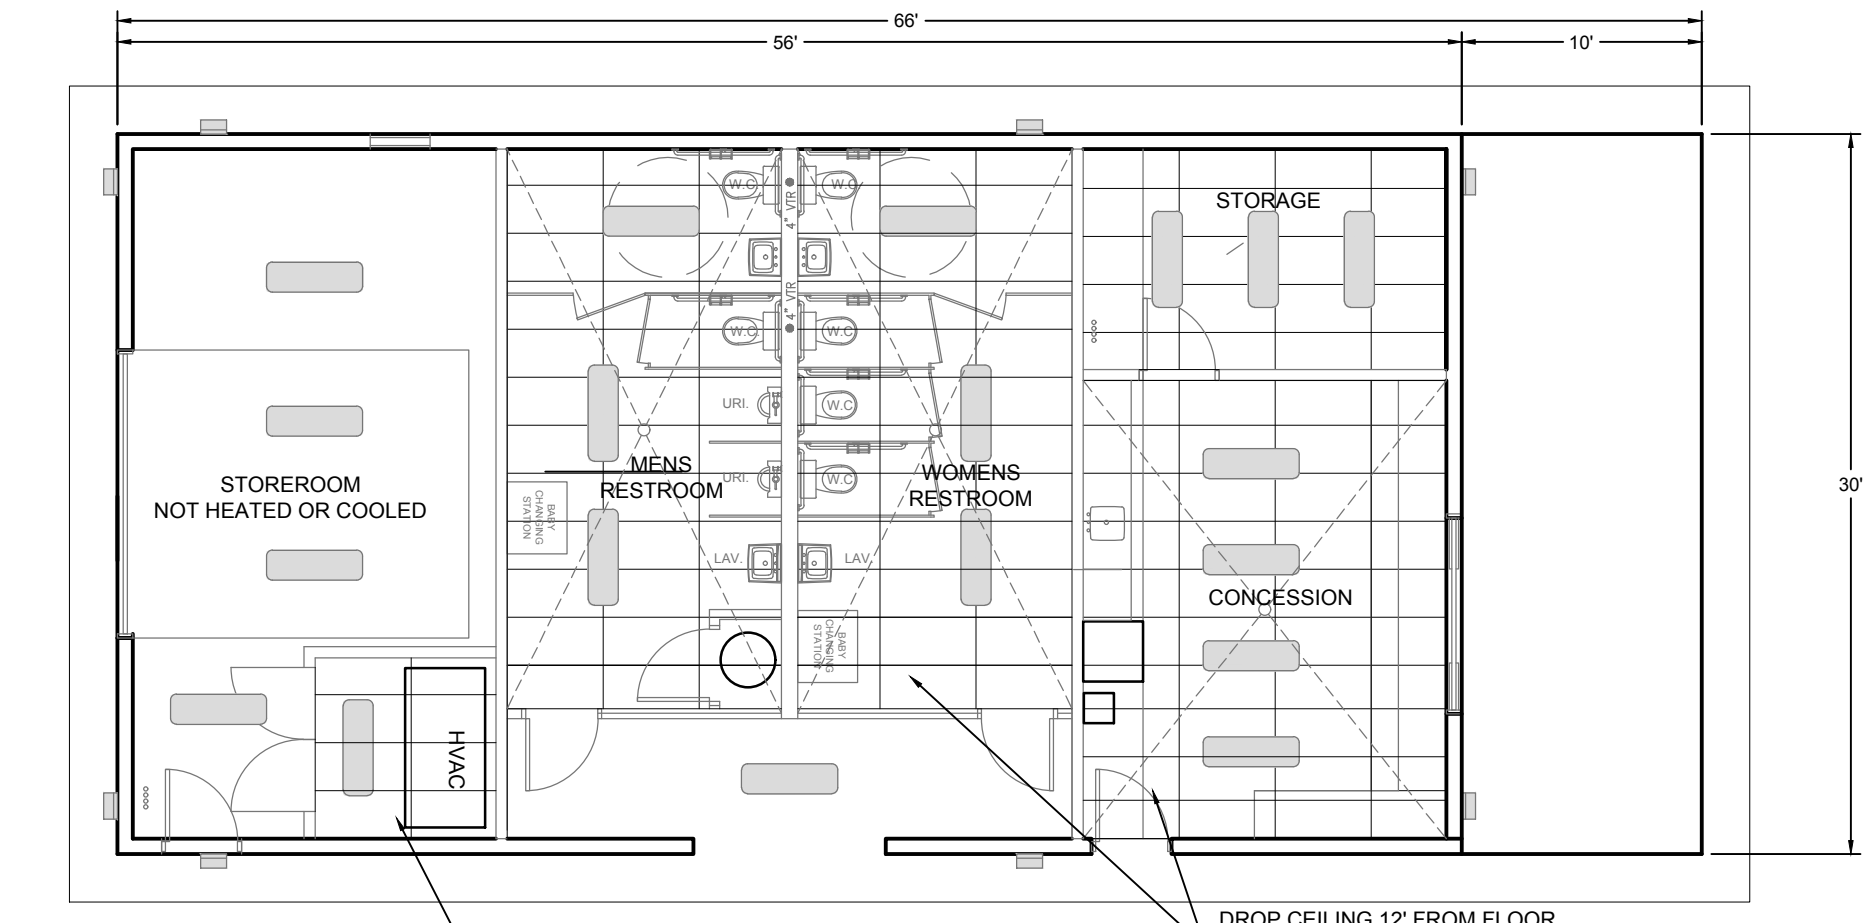 66'
56'
10'
W.C.
W.C.
4" VTR
STORAGE
4" VTR
W.C.
W.C.
URI.
W.C.
MENS
RESTROOM
WOMENS
RESTROOM
URI.
W.C.
STOREROOM
NOT HEATED OR COOLED
30'
BABY
CHANGING
STATION
LAV.
LAV.
CONCESSION
BABY
CHANGING
STATION
HVAC
DROP CEILING 12' FROM FLOOR